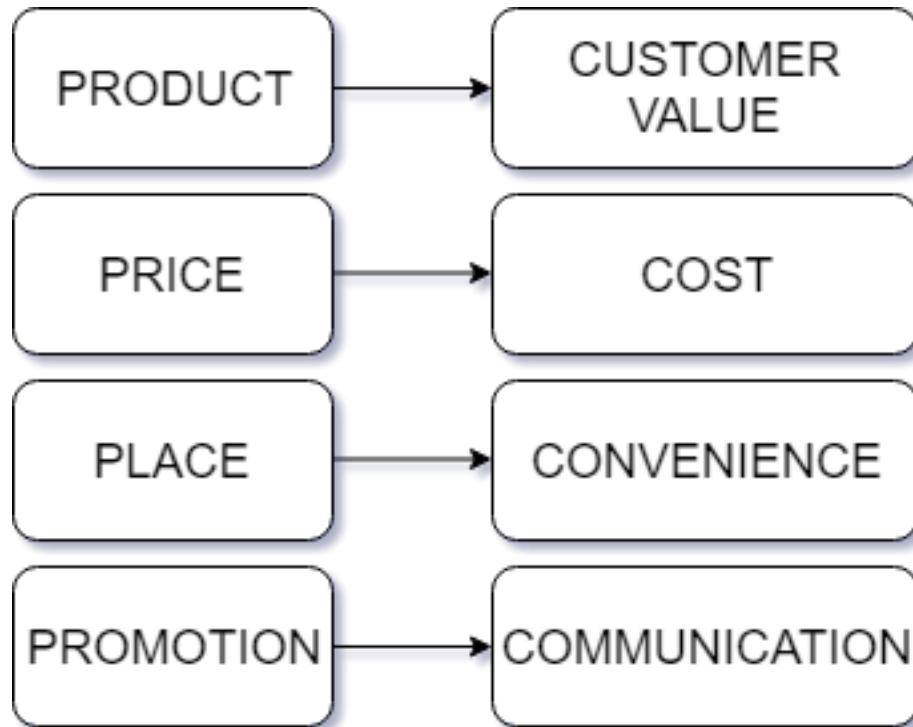 PRODUCT
CUSTOMER
VALUE
PRICE
COST
PLACE
CONVENIENCE
PROMOTION
COMMUNICATION